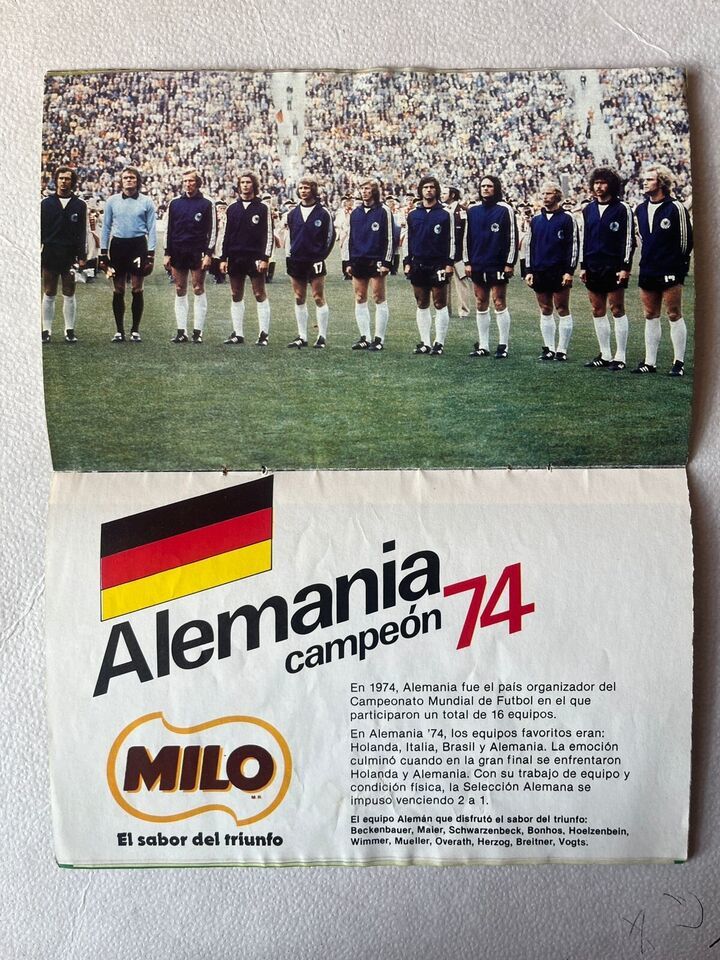 1
17
13
14
Alemania
campeón 74
En 1974, Alemania fue el país organizador del
Campeonato Mundial de Futbol en el que
participaron un total de 16 equipos.
En Alemania '74, los equipos favoritos eran:
Holanda, Italia, Brasil y Alemania. La emoción
culminó cuando en la gran final se enfrentaron
Holanda y Alemania. Con su trabajo de equipo y
condición física, la Selección Alemana se
impuso venciendo 2 a 1.
MILO
M.R.
El sabor del triunfo
El equipo Alemán que disfrutó el sabor del triunfo:
Beckenbauer, Maier, Schwarzenbeck, Bonhos, Hoelzenbein,
Wimmer, Mueller, Overath, Herzog, Breitner, Vogts.